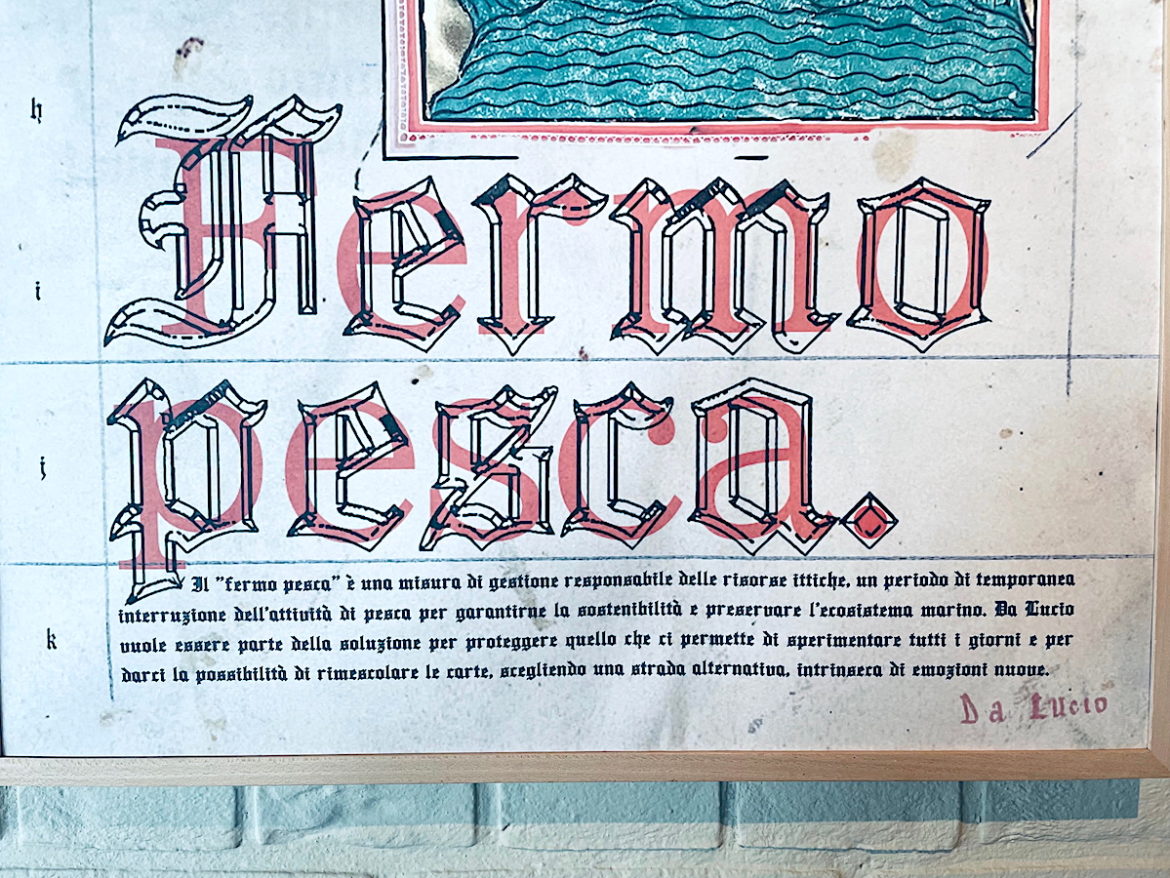 h
Fermo
i
pesca.
j
Il "fermo pesca" è una misura di gestione responsabile delle risorse ittiche, un periodo di temporanea
interruzione dell'attività di pesca per garantirne la sostenibilità e preservare l'ecosistema marino. Da Lucio
vuole essere parte della soluzione per proteggere quello che ci permette di sperimentare tutti i giorni e per
k
darci la possibilità di rimescolare le carte, scegliendo una strada alternativa, intrinseca di emozioni nuove.
Da Lucio